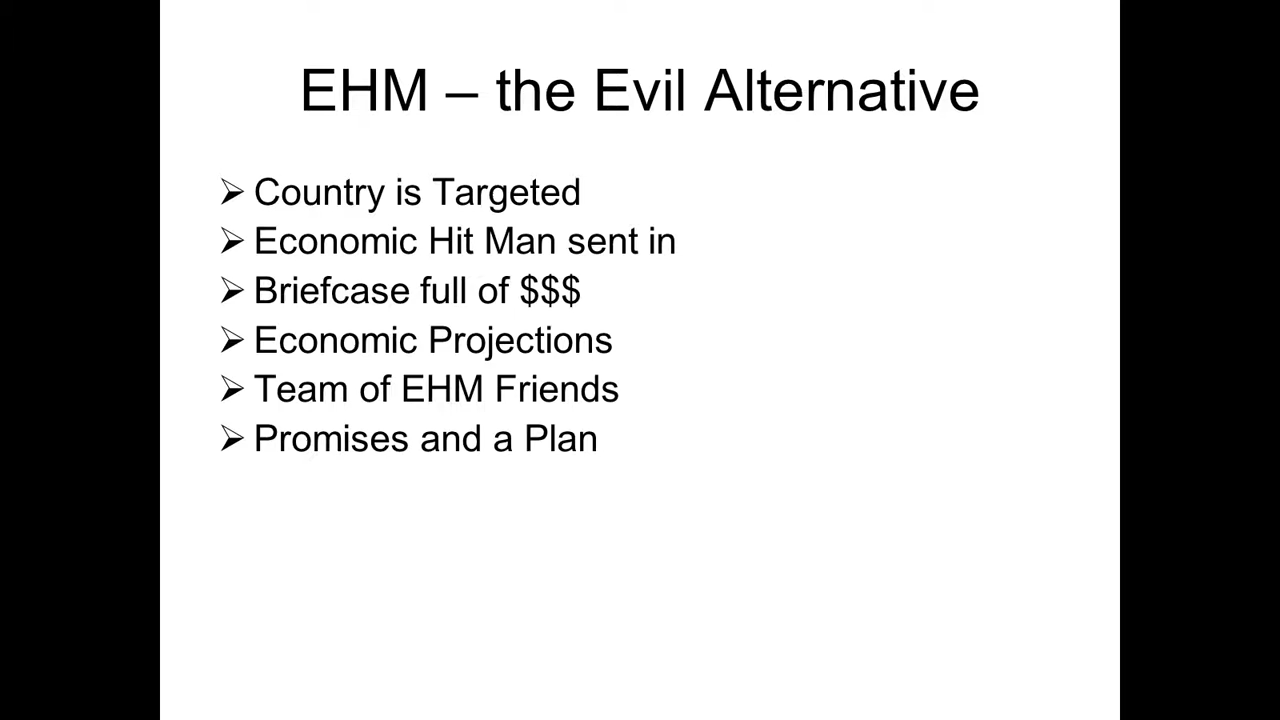 EHM – the Evil Alternative
➢ Country is Targeted
➢ Economic Hit Man sent in
➢ Briefcase full of $$$
➢ Economic Projections
➢ Team of EHM Friends
➢ Promises and a Plan